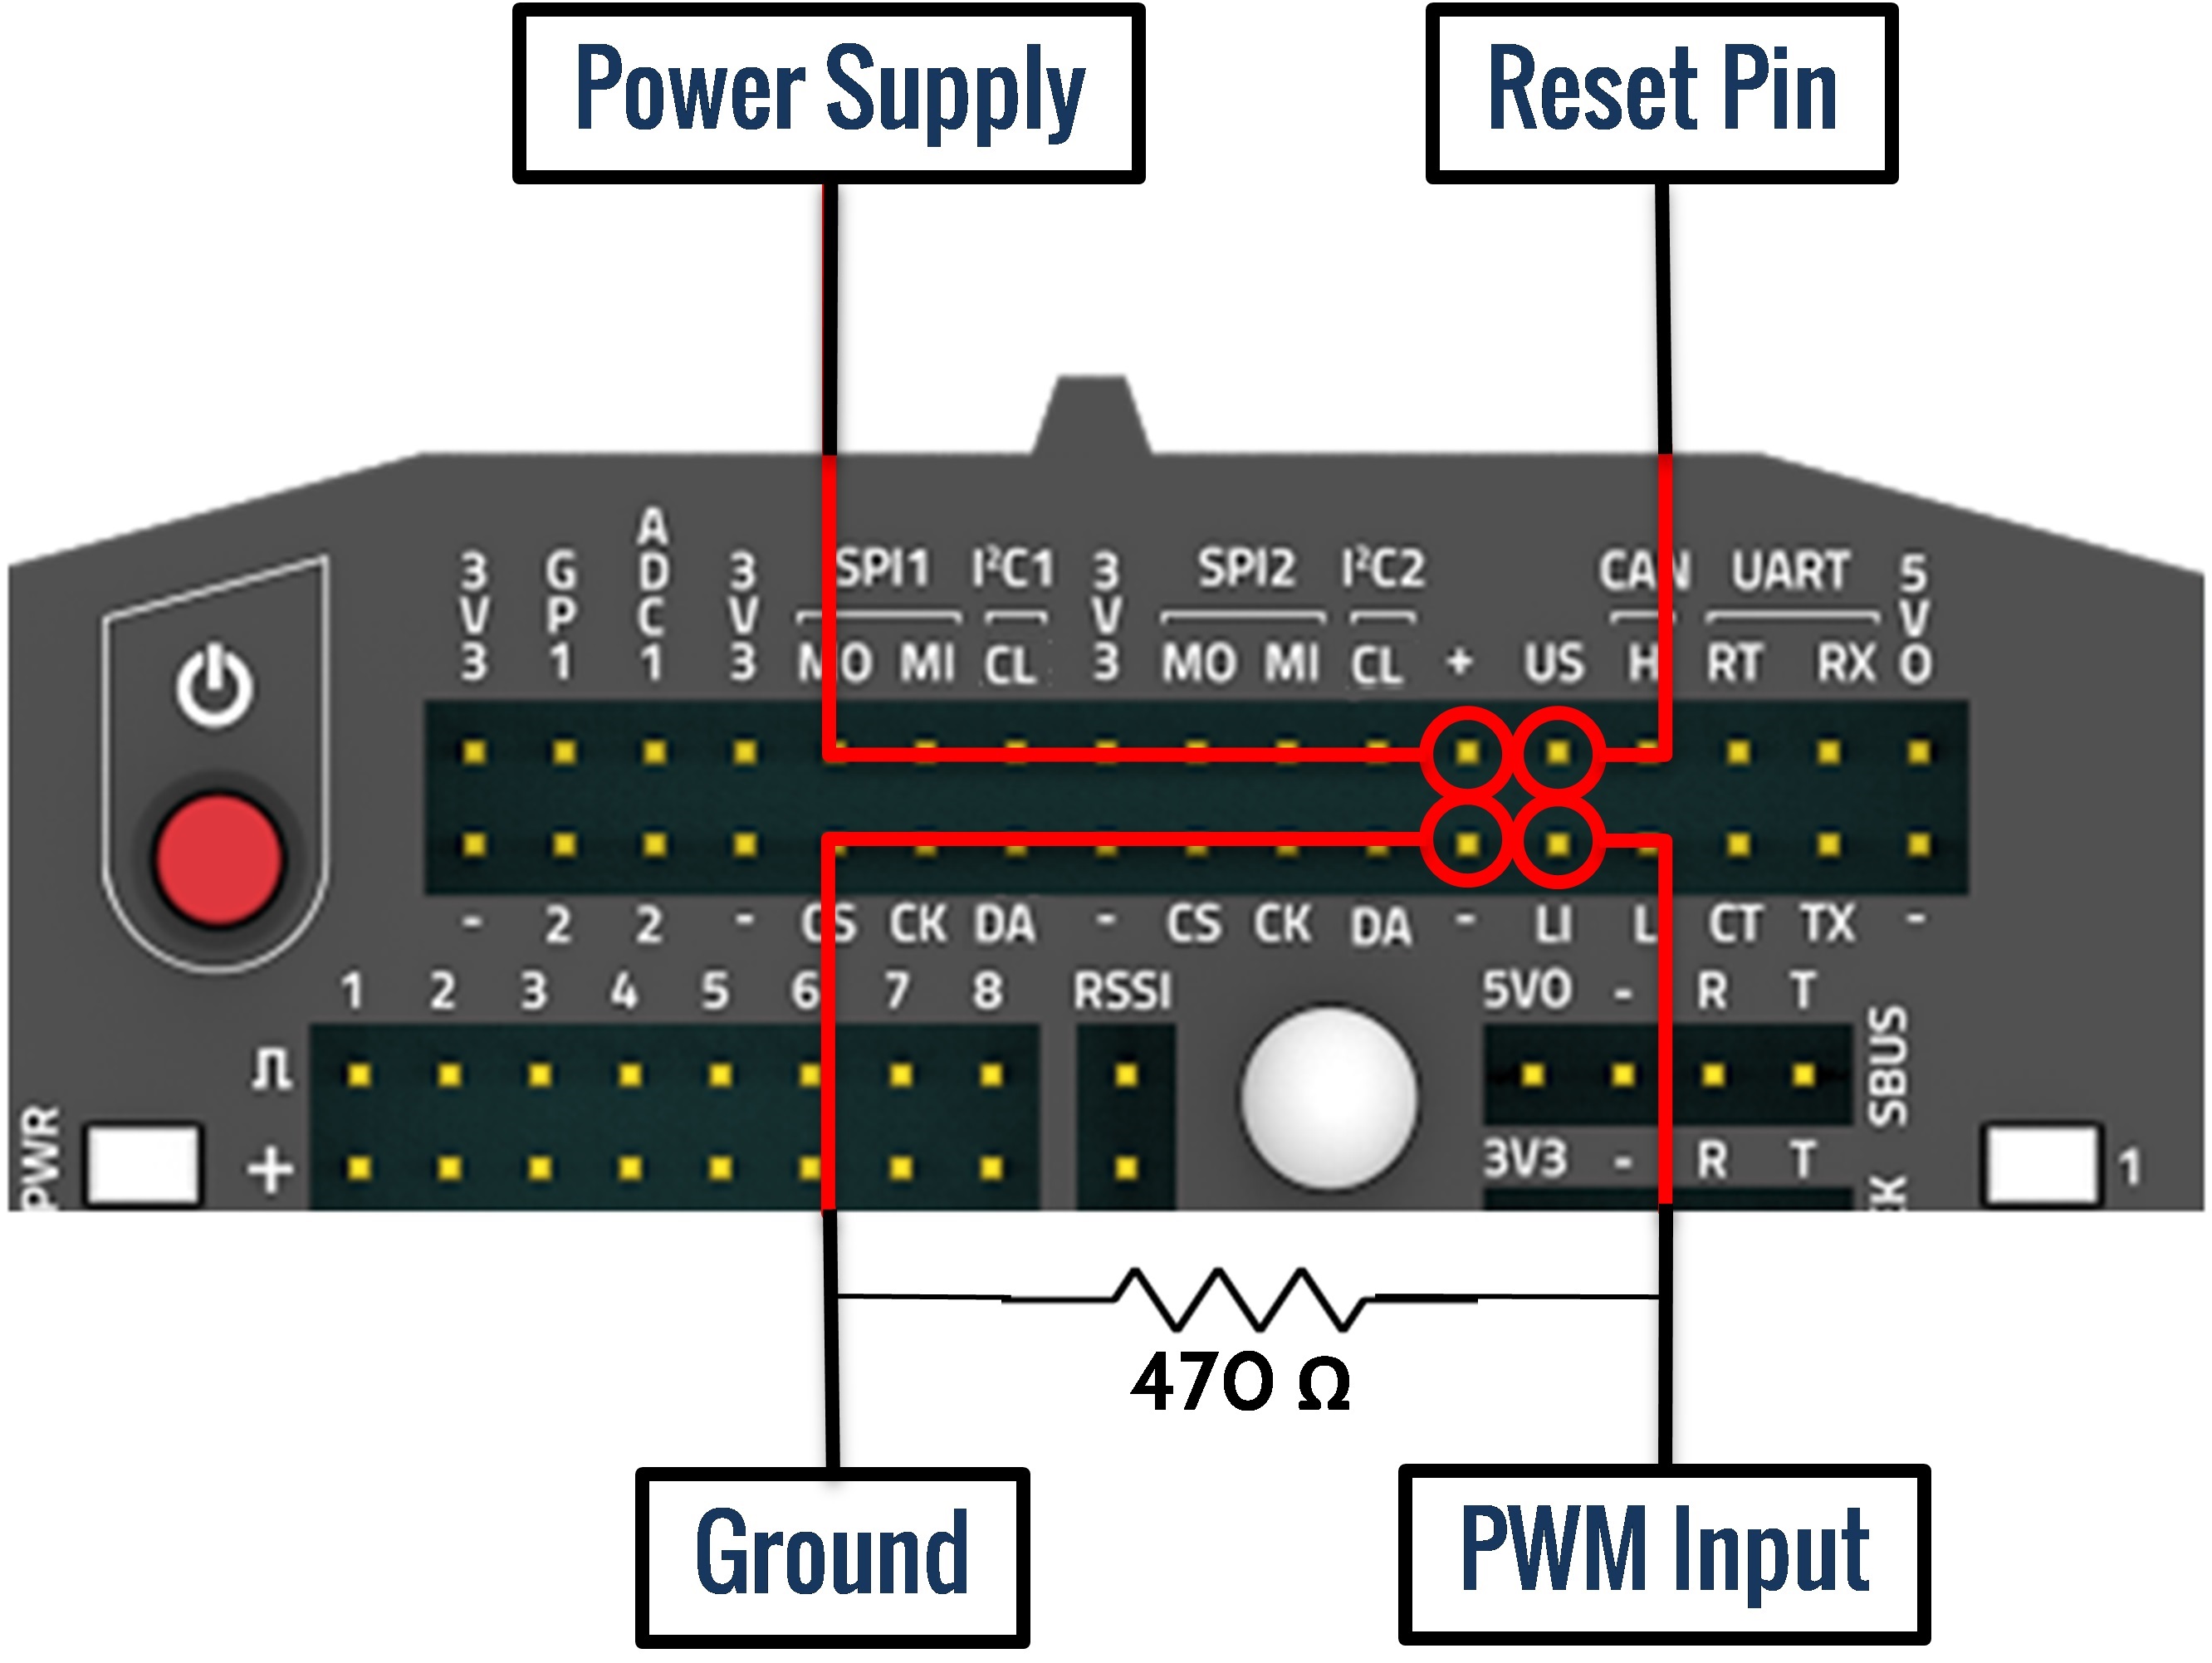 Power Supply
Reset Pin
3V3 GP1 ADC1 3V3 SPI1 I²C1 3V3 SPI2 I²C2 CAN UART 5VO
MO MI CL MO MI CL + US H RT RX
- 2 2 - CS CK DA - CS CK DA - LI L CT TX -
1 2 3 4 5 6 7 8 RSSI 5VO - R T
SBUS
+
3V3 - R T
PWR
1
470 Ω
Ground
PWM Input